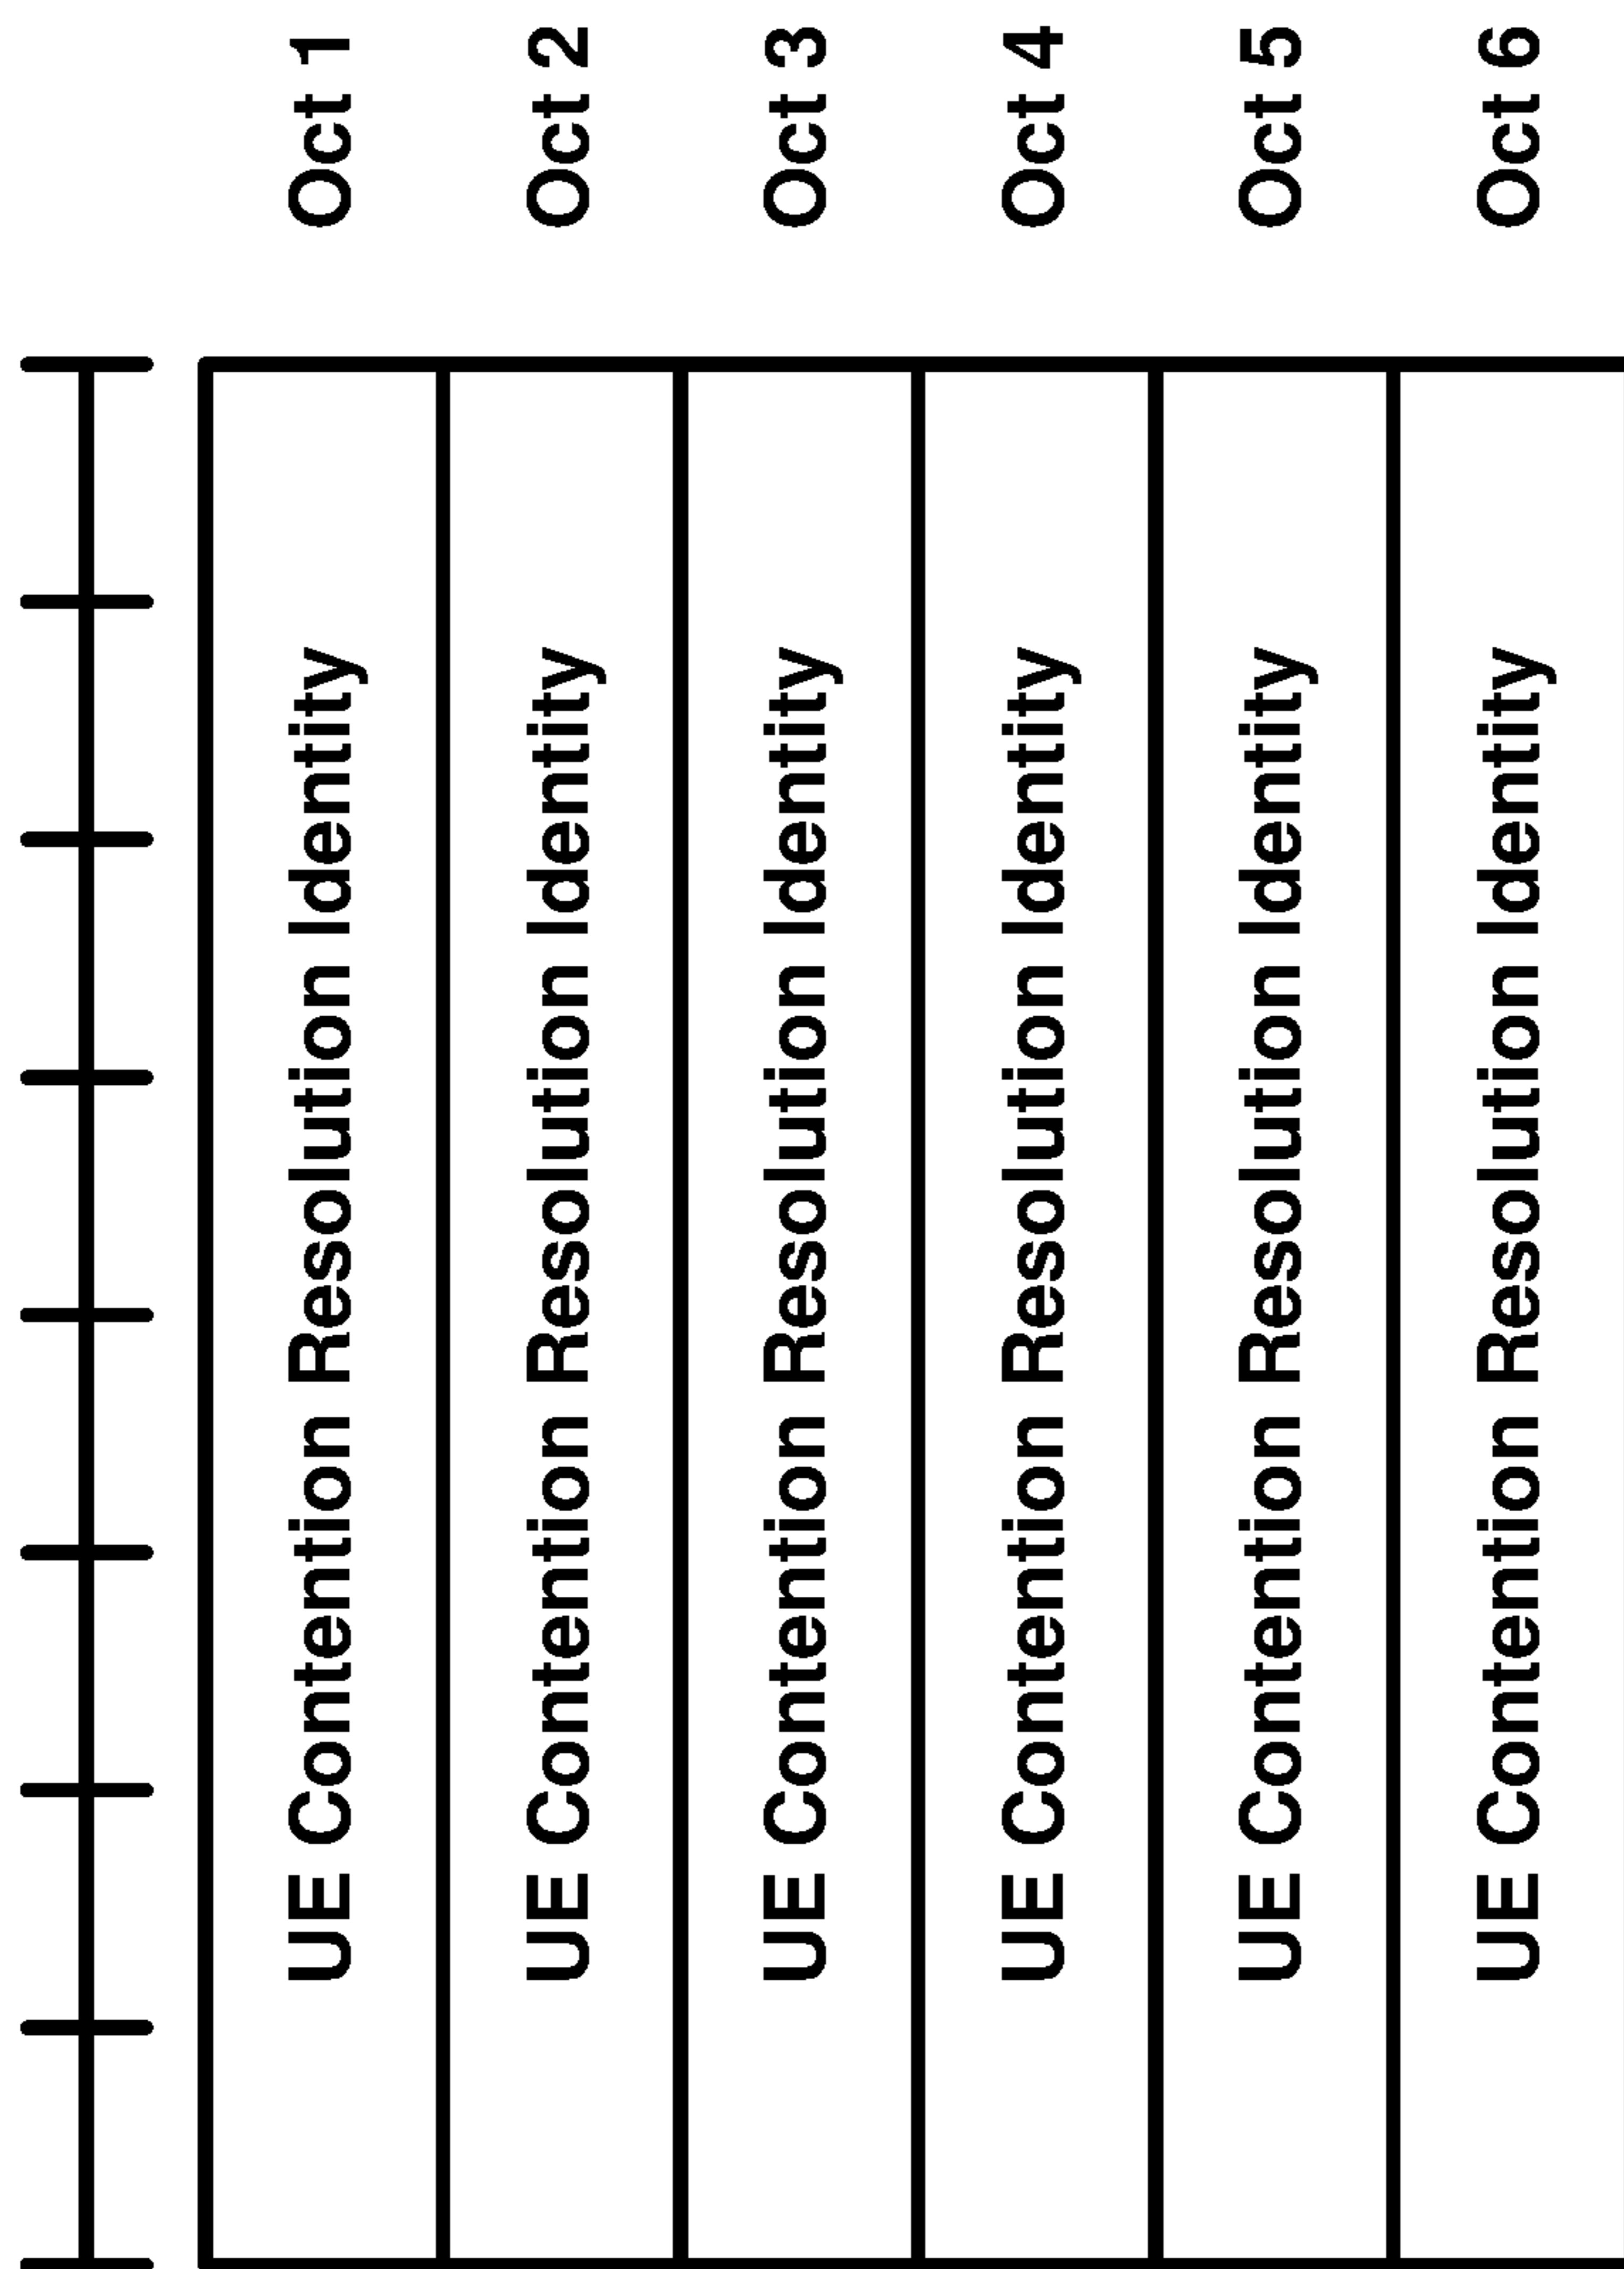 UE Contention Resolution Identity Oct 1
UE Contention Resolution Identity Oct 2
UE Contention Resolution Identity Oct 3
UE Contention Resolution Identity Oct 4
UE Contention Resolution Identity Oct 5
UE Contention Resolution Identity Oct 6